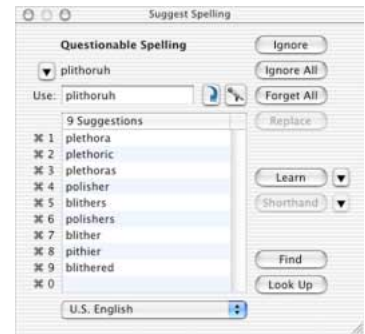 Suggest Spelling
Questionable Spelling
Ignore
plithoruh
Ignore All
Use: plithoruh
Forget All
9 Suggestions
Replace
⌘ 1 plethora
⌘ 2 plethoric
⌘ 3 plethoras
⌘ 4 polisher
Learn
⌘ 5 blithers
Shorthand
⌘ 6 polishers
⌘ 7 blither
⌘ 8 pithier
Find
⌘ 9 blithered
⌘ 0
Look Up
U.S. English